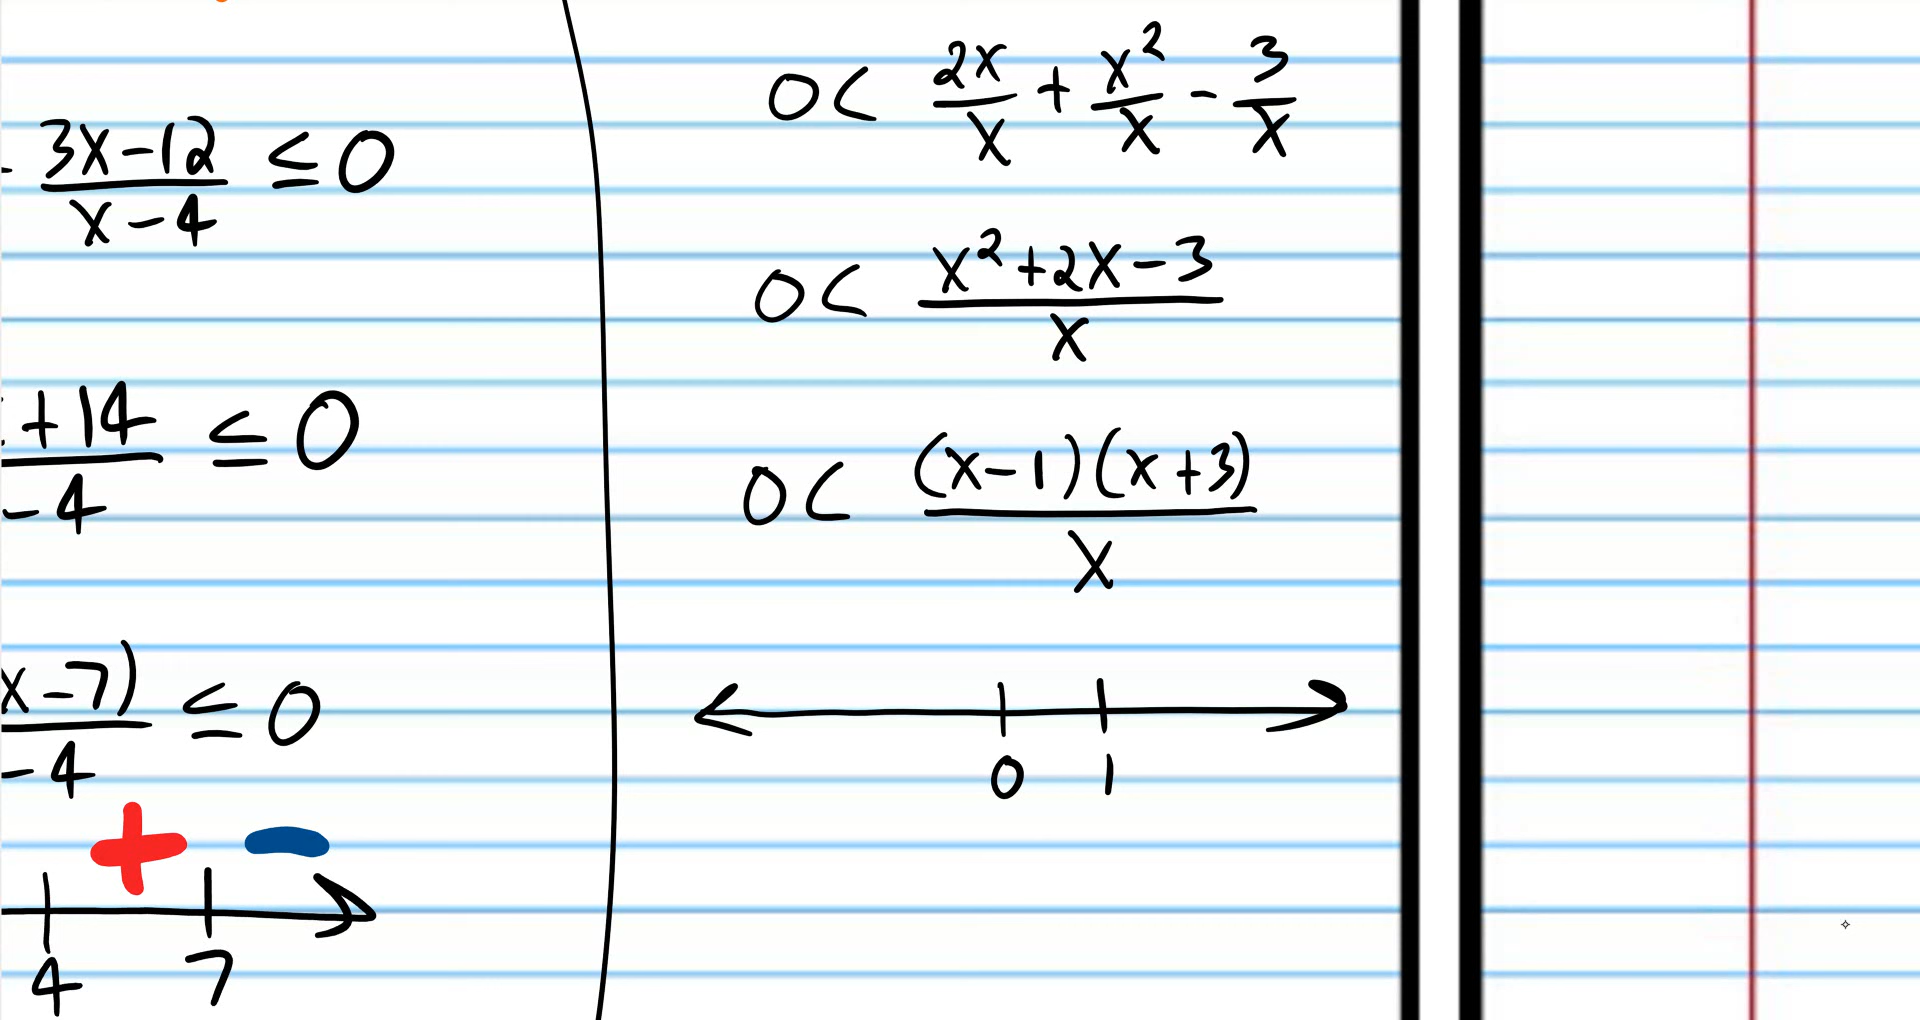 - 3x-12/x-4 ≤ 0
+14/-4 ≤ 0
x-7)/-4 ≤ 0
+ -
4 7
0 < 2x/x + x²/x - 3/x
0 < x²+2x-3/x
0 < (x-1)(x+3)/x
0 1